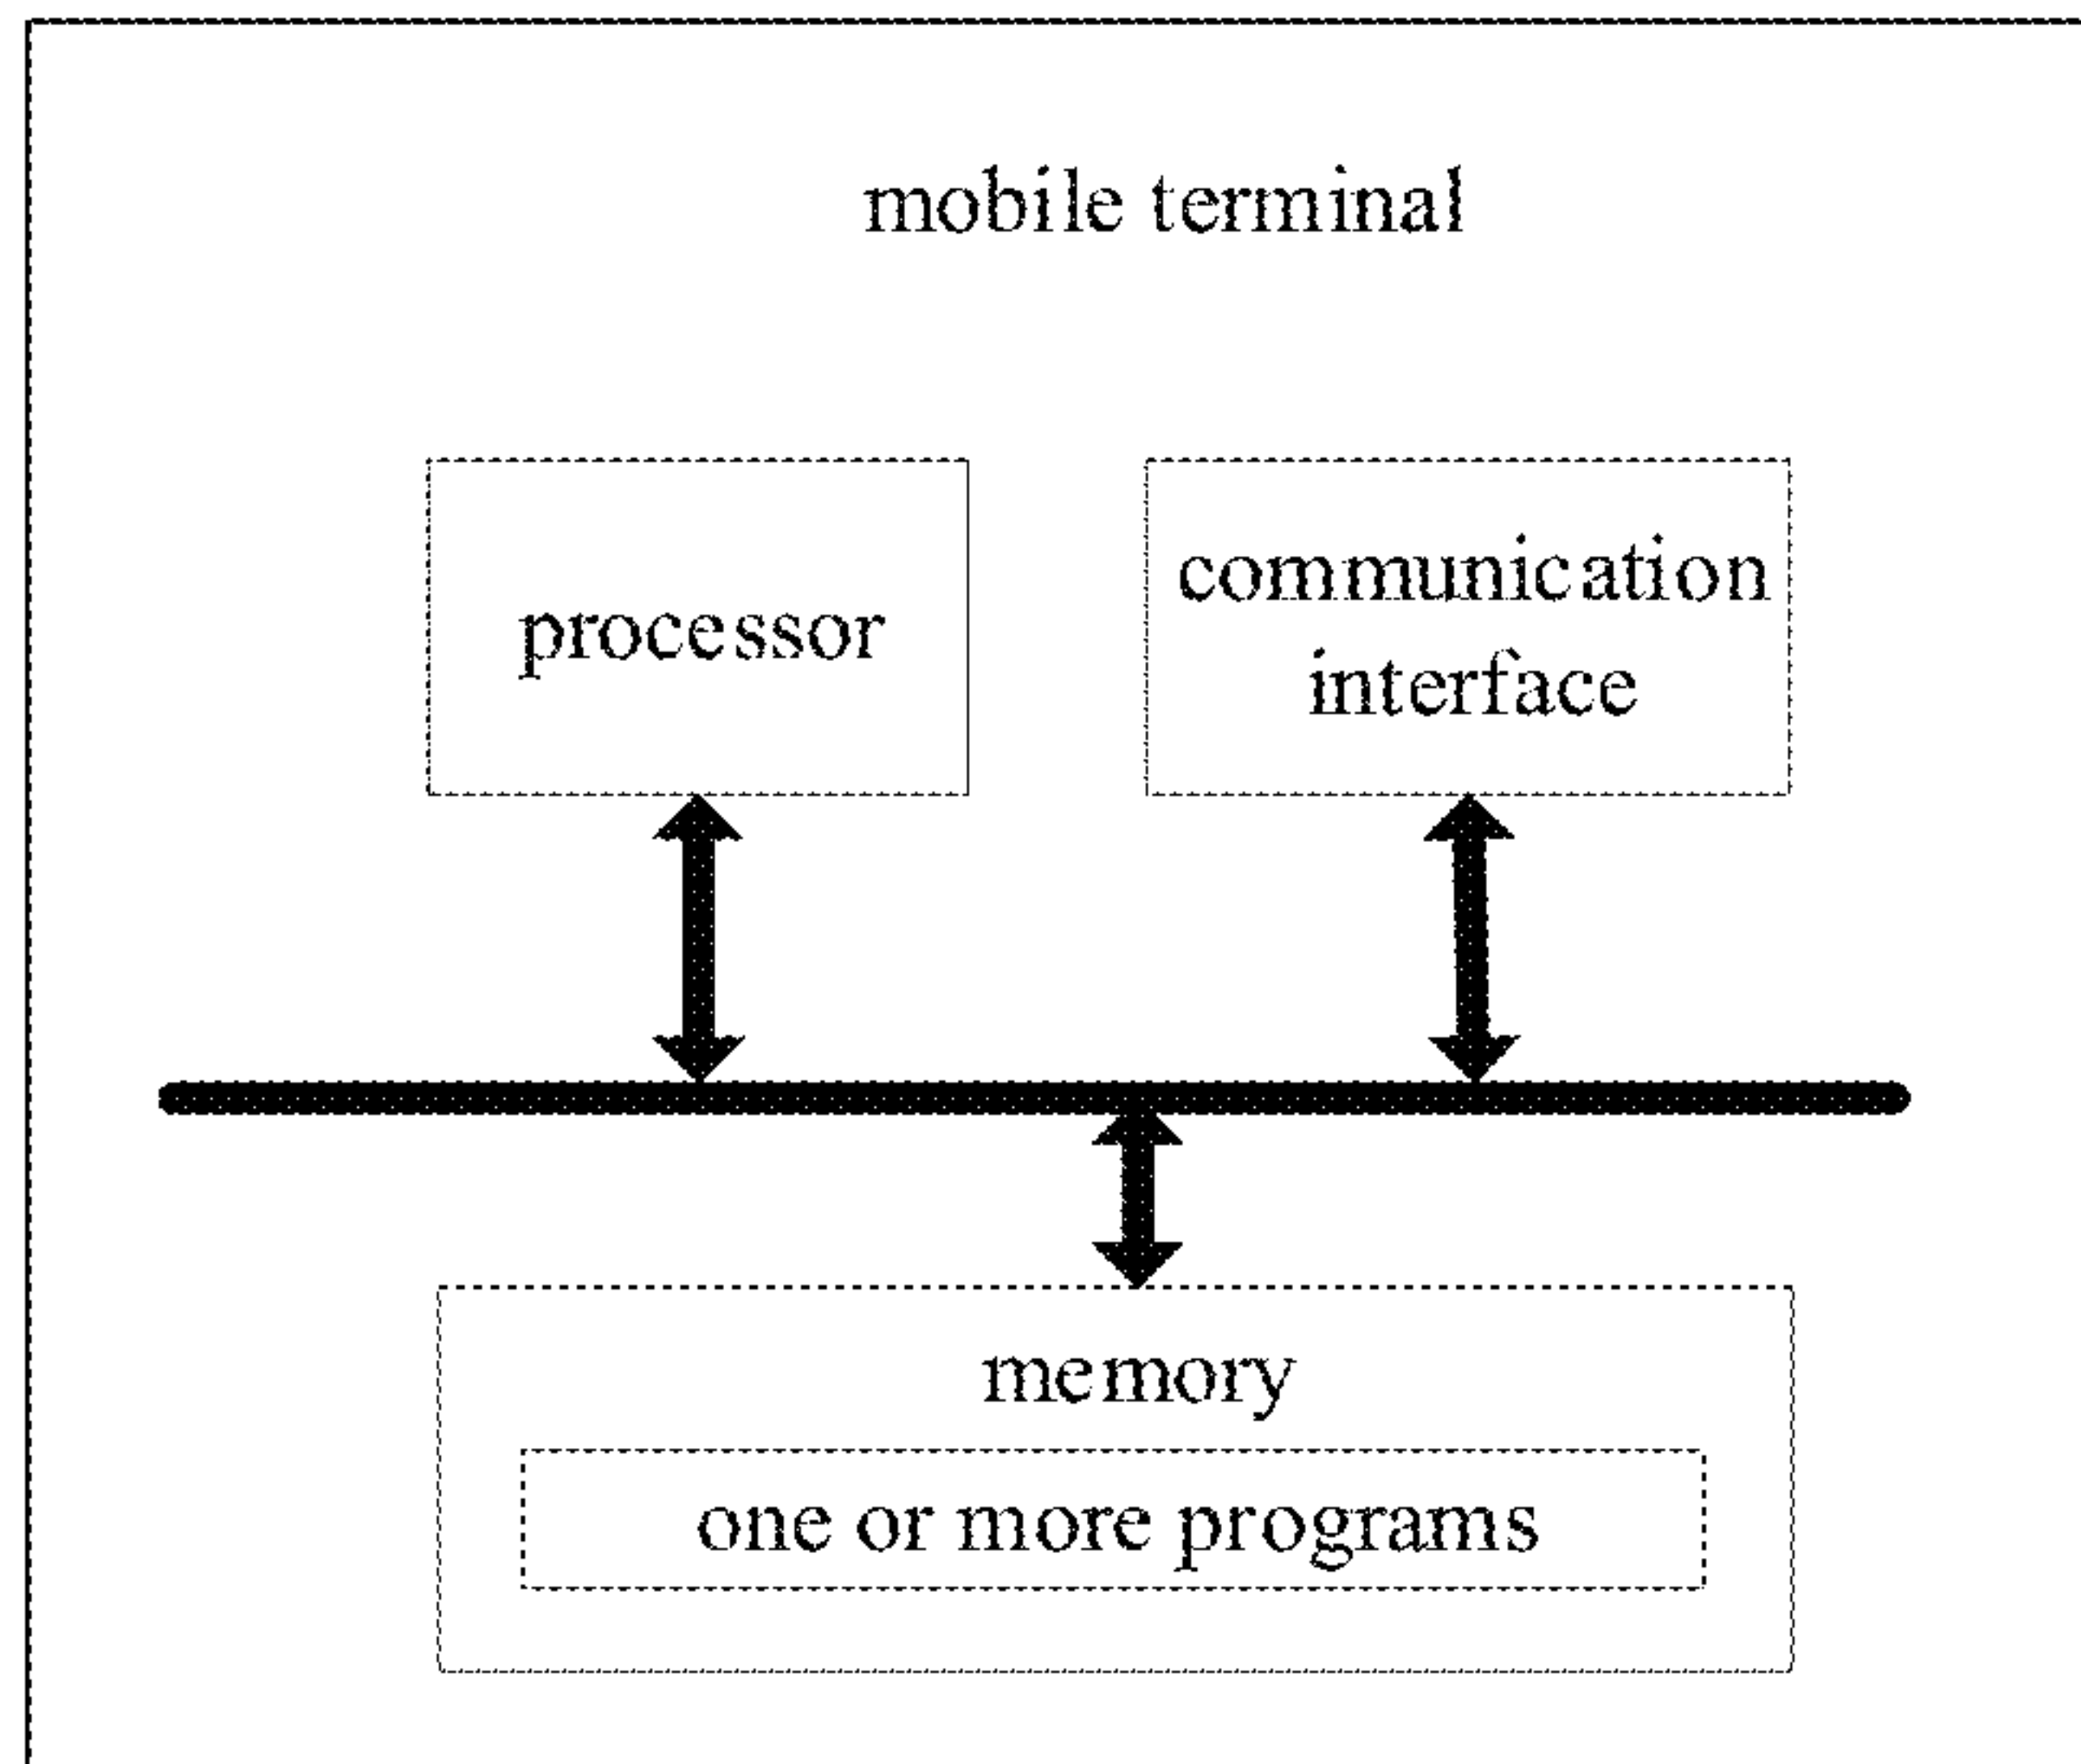 mobile terminal
processor
communication
interface
memory
one or more programs